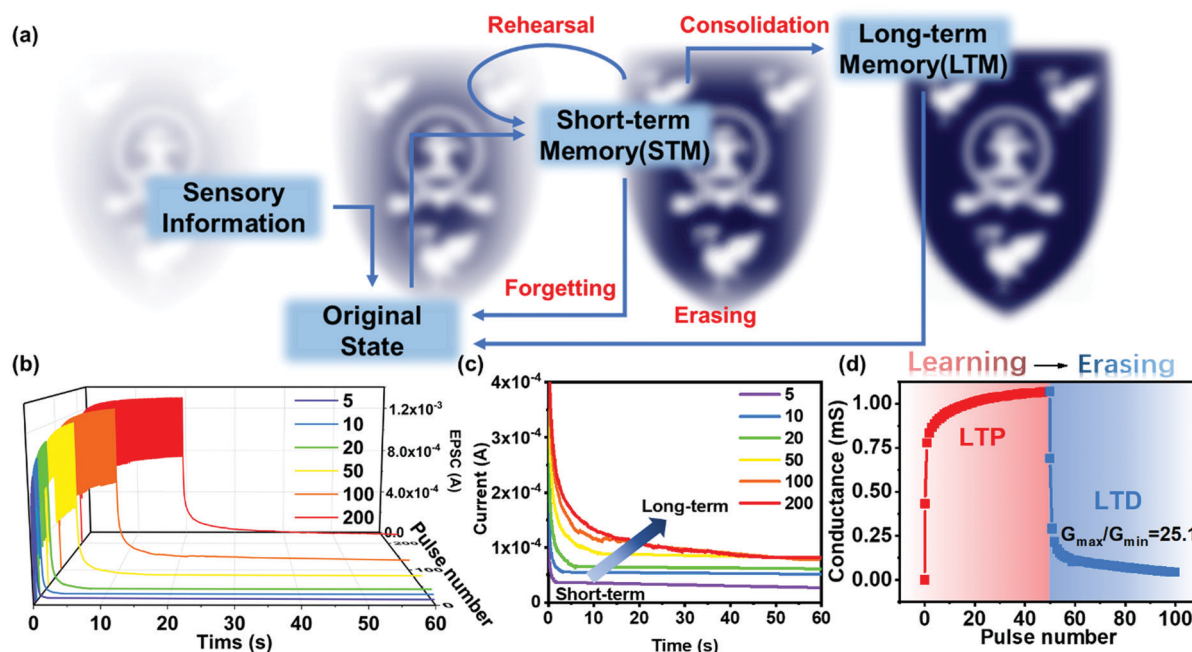 (a)
Rehearsal
Consolidation
Long-term
Memory(LTM)
Short-term
Memory(STM)
Sensory
Information
Forgetting
Erasing
Original
State
(b)
5
10
20
50
100
200
1.2x10⁻³
8.0x10⁻⁴
4.0x10⁻⁴
0.0
EPSC (A)
200
100
0
Pulse number
0 10 20 30 40 50 60
Tims (s)
(c)
4x10⁻⁴
3x10⁻⁴
2x10⁻⁴
1x10⁻⁴
0
Current (A)
5
10
20
50
100
200
Long-term
Short-term
0 10 20 30 40 50 60
Time (s)
(d)
Learning → Erasing
1.00
0.75
0.50
0.25
0.00
Conductance (mS)
LTP
LTD
Gmax/Gmin=25.1
0 20 40 60 80 100
Pulse number